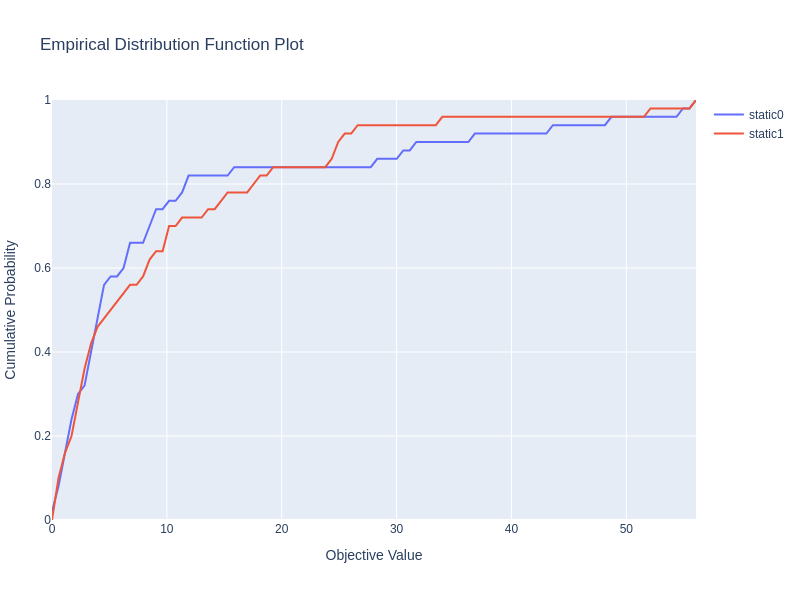 Empirical Distribution Function Plot
static0
static1
Cumulative Probability
1
0.8
0.6
0.4
0.2
0
0 10 20 30 40 50
Objective Value